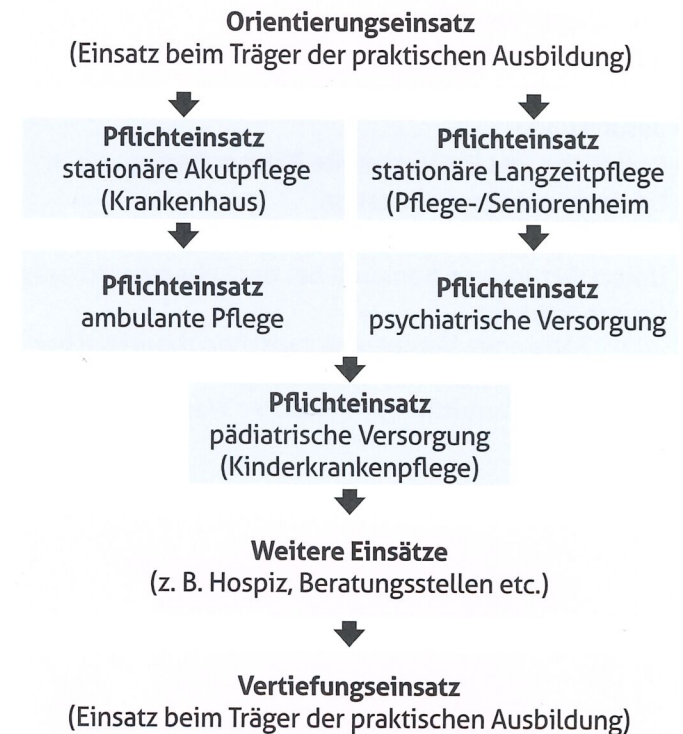 Orientierungseinsatz
(Einsatz beim Träger der praktischen Ausbildung)
Pflichteinsatz
stationäre Akutpflege
(Krankenhaus)
Pflichteinsatz
stationäre Langzeitpflege
(Pflege-/Seniorenheim
Pflichteinsatz
ambulante Pflege
Pflichteinsatz
psychiatrische Versorgung
Pflichteinsatz
pädiatrische Versorgung
(Kinderkrankenpflege)
Weitere Einsätze
(z. B. Hospiz, Beratungsstellen etc.)
Vertiefungseinsatz
(Einsatz beim Träger der praktischen Ausbildung)